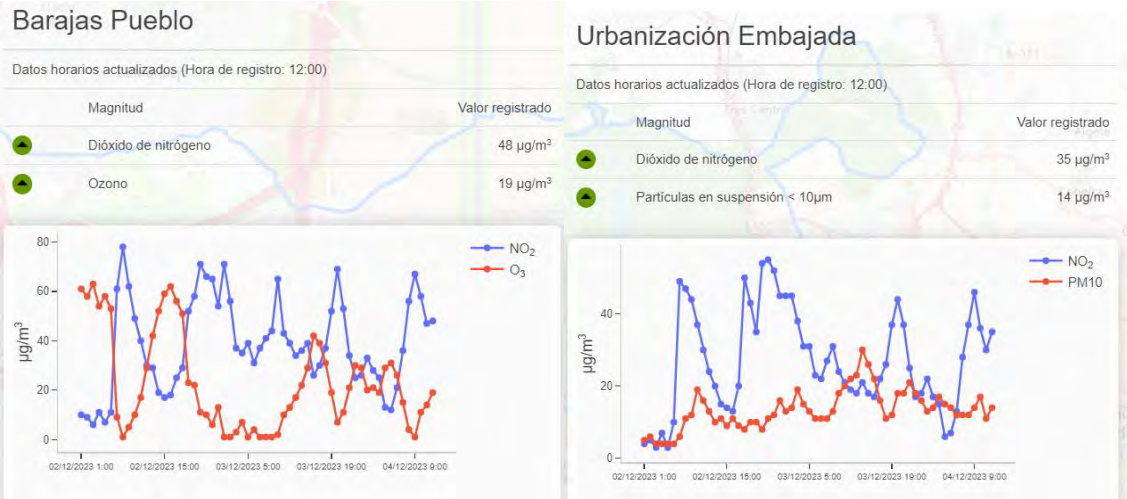 Barajas Pueblo
Datos horarios actualizados (Hora de registro: 12:00)
Magnitud Valor registrado
Dióxido de nitrógeno 48 µg/m³
Ozono 19 µg/m³
80
60
40
20
0
µg/m³
NO₂
O₃
02/12/2023 1:00 02/12/2023 15:00 03/12/2023 5:00 03/12/2023 19:00 04/12/2023 9:00
Urbanización Embajada
Datos horarios actualizados (Hora de registro: 12:00)
Magnitud Valor registrado
Dióxido de nitrógeno 35 µg/m³
Partículas en suspensión < 10µm 14 µg/m³
40
20
0
µg/m³
NO₂
PM10
02/12/2023 1:00 02/12/2023 15:00 03/12/2023 5:00 03/12/2023 19:00 04/12/2023 9:00